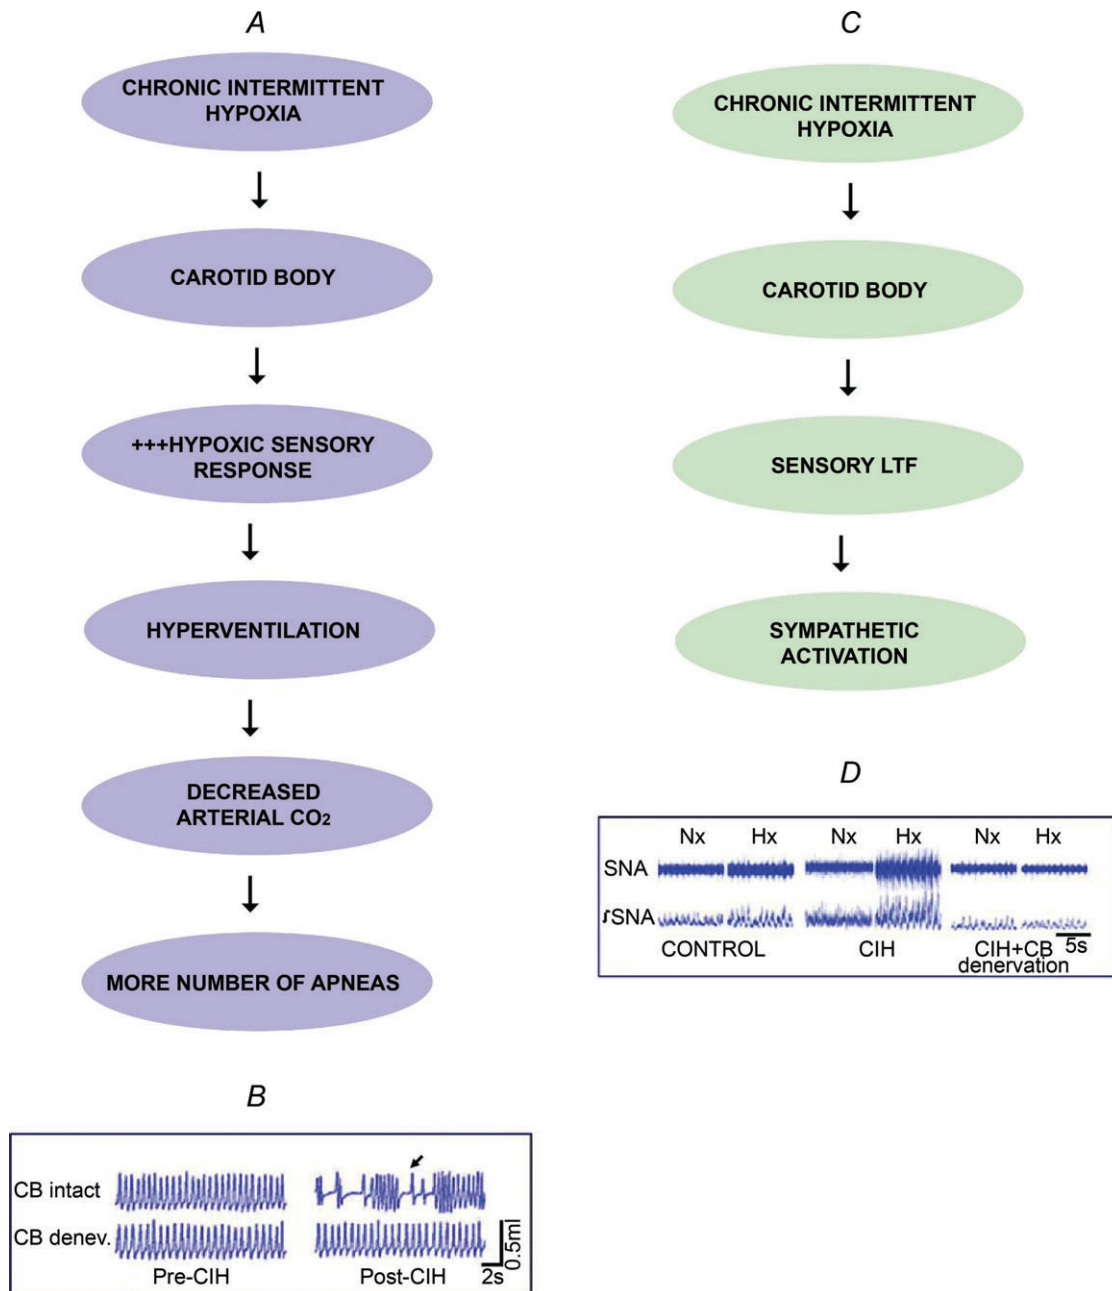 A
CHRONIC INTERMITTENT
HYPOXIA
CAROTID BODY
+++HYPOXIC SENSORY
RESPONSE
HYPERVENTILATION
DECREASED
ARTERIAL CO₂
MORE NUMBER OF APNEAS
B
CB intact
CB denev.
Pre-CIH
Post-CIH
2s
0.5ml
C
CHRONIC INTERMITTENT
HYPOXIA
CAROTID BODY
SENSORY LTF
SYMPATHETIC
ACTIVATION
D
Nx Hx Nx Hx Nx Hx
SNA
∫SNA
5s
CONTROL CIH CIH+CB
denervation